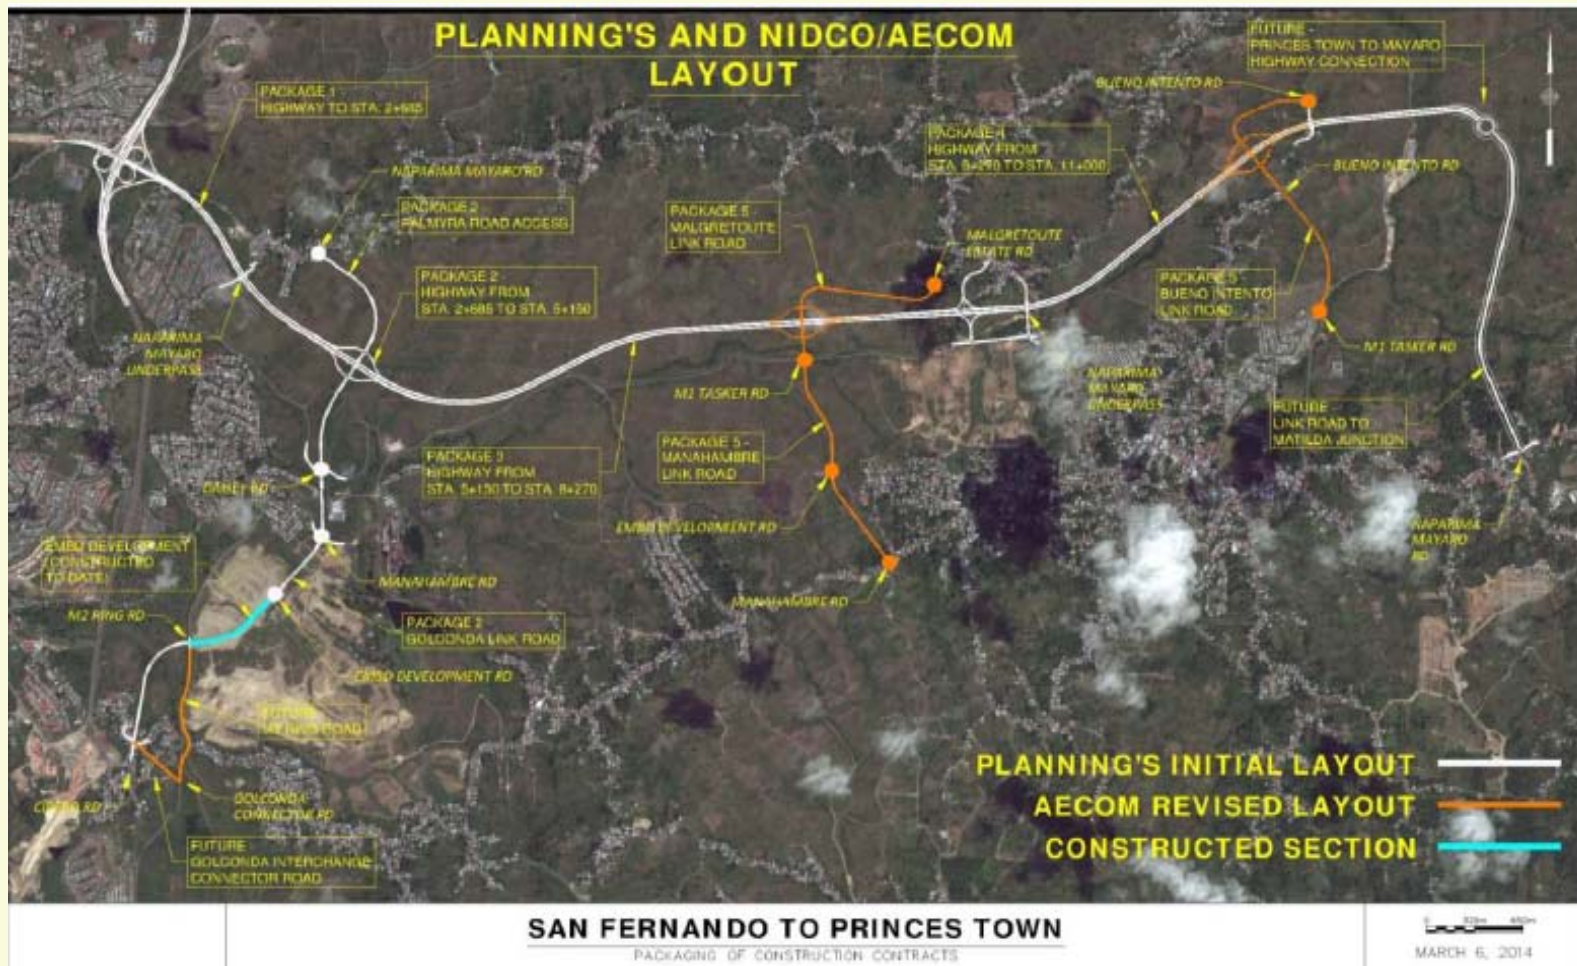 PLANNING'S AND NIDCO/AECOM
LAYOUT
PACKAGE 1 -
HIGHWAY TO STA. 2+685
NAPARIMA MAYARO RD
PACKAGE 2
PALMYRA ROAD ACCESS
PACKAGE 2 -
HIGHWAY FROM
STA. 2+685 TO STA. 5+150
NAPARIMA
MAYARO
UNDERPASS
PACKAGE 5
MALGRETOUTE
LINK ROAD
MALGRETOUTE
ESTATE RD
PACKAGE 4
HIGHWAY FROM
STA. 8+270 TO STA. 11+000
BUENO INTENTO RD
FUTURE -
PRINCES TOWN TO MAYARO
HIGHWAY CONNECTION
BUENO INTENTO RD
PACKAGE 5
BUENO INTENTO
LINK ROAD
M1 TASKER RD
NAPARIMA
MAYARO
UNDERPASS
FUTURE -
LINK ROAD TO
MATILDA JUNCTION
NAPARIMA
MAYARO
RD
M2 TASKER RD
PACKAGE 5 -
MANAHAMBRE
LINK ROAD
PACKAGE 3
HIGHWAY FROM
STA. 5+150 TO STA. 8+270
EMBD DEVELOPMENT RD
MANAHAMBRE RD
RD
EMBD DEVELOPMENT
(CONSTRUCTED
TO DATE)
MANAHAMBRE RD
M2 RING RD
PACKAGE 2
GOLCONDA LINK ROAD
EMBD DEVELOPMENT RD
FUTURE
ROAD
RD
GOLCONDA
CONNECTOR RD
FUTURE
GOLCONDA INTERCHANGE
CONNECTOR ROAD
PLANNING'S INITIAL LAYOUT
AECOM REVISED LAYOUT
CONSTRUCTED SECTION
SAN FERNANDO TO PRINCES TOWN
PACKAGING OF CONSTRUCTION CONTRACTS
MARCH 6, 2014